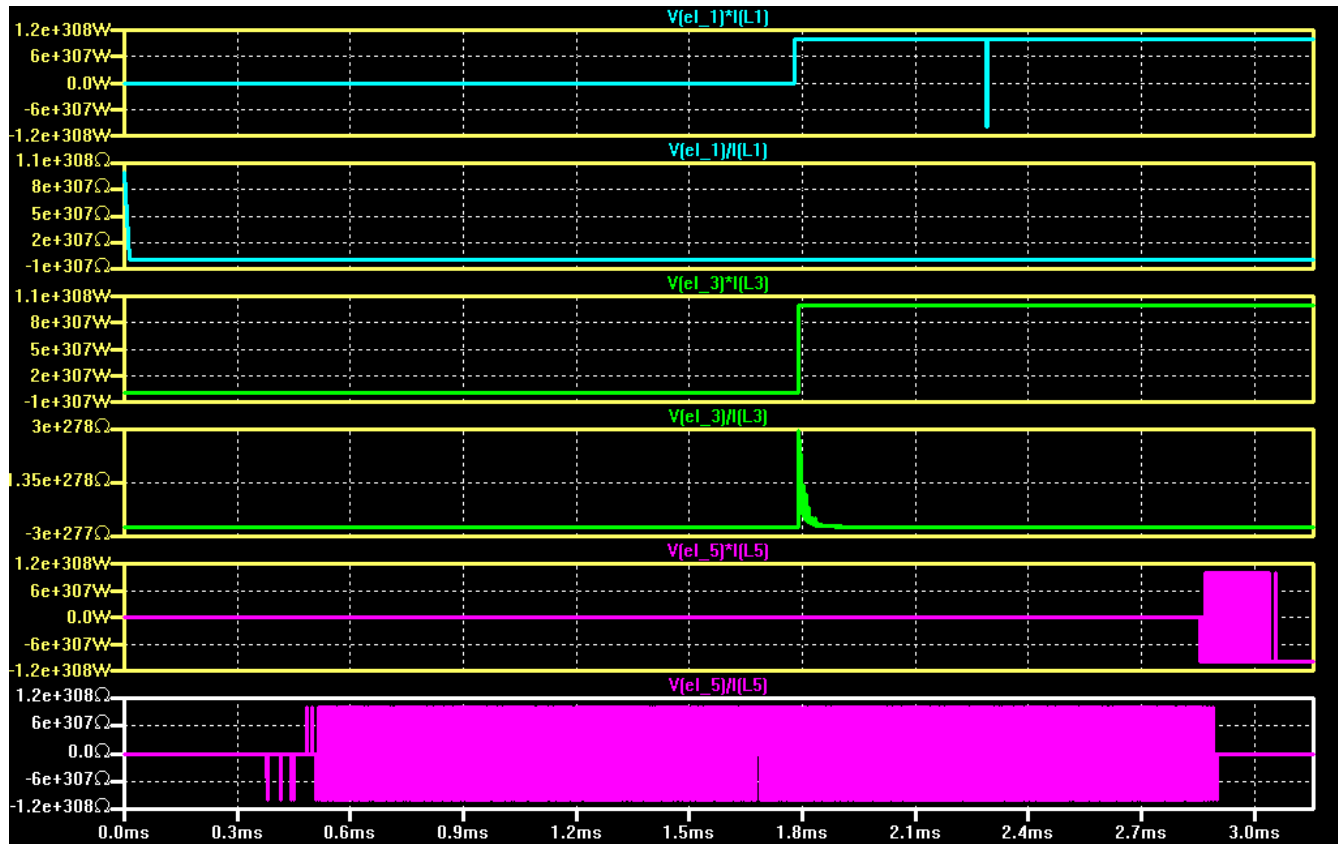 V(el_1)*I(L1)
1.2e+308W
6e+307W
0.0W
-6e+307W
-1.2e+308W
V(el_1)/I(L1)
1.1e+308Ω
8e+307Ω
5e+307Ω
2e+307Ω
-1e+307Ω
V(el_3)*I(L3)
1.1e+308W
8e+307W
5e+307W
2e+307W
-1e+307W
V(el_3)/I(L3)
3e+278Ω
1.35e+278Ω
-3e+277Ω
V(el_5)*I(L5)
1.2e+308W
6e+307W
0.0W
-6e+307W
-1.2e+308W
V(el_5)/I(L5)
1.2e+308Ω
6e+307Ω
0.0Ω
-6e+307Ω
-1.2e+308Ω
0.0ms 0.3ms 0.6ms 0.9ms 1.2ms 1.5ms 1.8ms 2.1ms 2.4ms 2.7ms 3.0ms